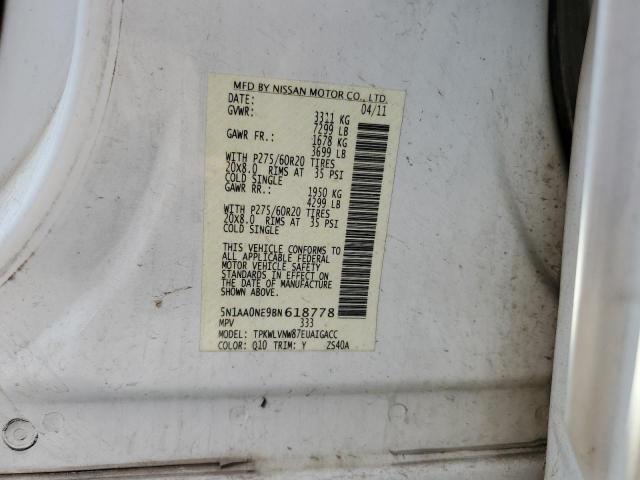 MFD BY NISSAN MOTOR CO., LTD.
DATE: 04/11
GVWR: 3311 KG
7299 LB
GAWR FR.: 1678 KG
3699 LB
WITH P275/60R20 TIRES
20X8.0 RIMS AT 35 PSI
COLD SINGLE
GAWR RR.: 1950 KG
4299 LB
WITH P275/60R20 TIRES
20X8.0 RIMS AT 35 PSI
COLD SINGLE
THIS VEHICLE CONFORMS TO
ALL APPLICABLE FEDERAL
MOTOR VEHICLE SAFETY
STANDARDS IN EFFECT ON
THE DATE OF MANUFACTURE
SHOWN ABOVE.
5N1AA0NE9BN618778
MPV 333
MODEL: TPKWLVNW87EUAIGACC
COLOR: Q10 TRIM: Y ZS40A